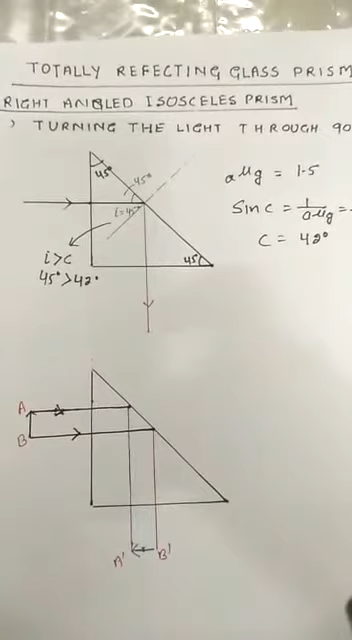 TOTALLY REFECTING GLASS PRISM
RIGHT ANGLED ISOSCELES PRISM
) TURNING THE LIGHT THROUGH 90
45°
45°
i=45°
aμg = 1.5
Sinc = 1/aμg =
C = 42°
i>c
45°>42°
45°
A
B
A'
B'